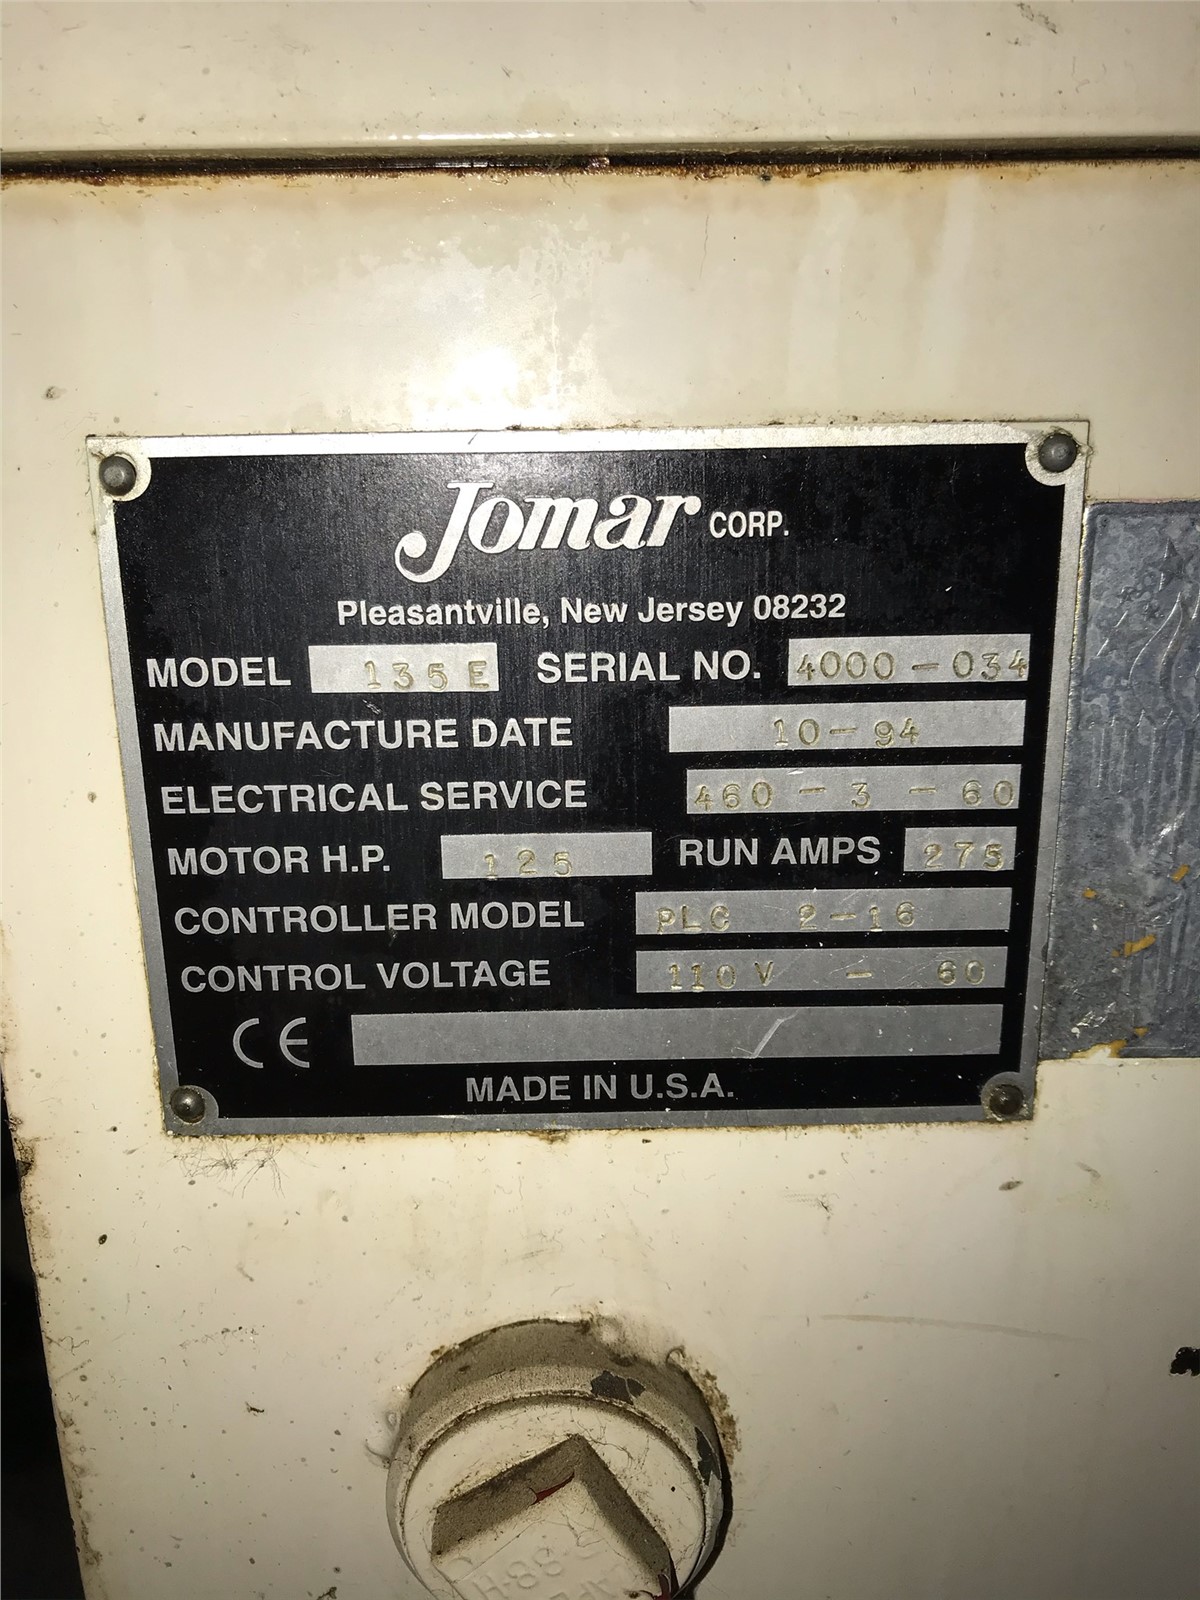 Jomar CORP.
Pleasantville, New Jersey 08232
MODEL 135E SERIAL NO. 4000-034
MANUFACTURE DATE 10-94
ELECTRICAL SERVICE 460-3-60
MOTOR H.P. 125 RUN AMPS 275
CONTROLLER MODEL PLC 2-16
CONTROL VOLTAGE 110V - 60
CE
MADE IN U.S.A.